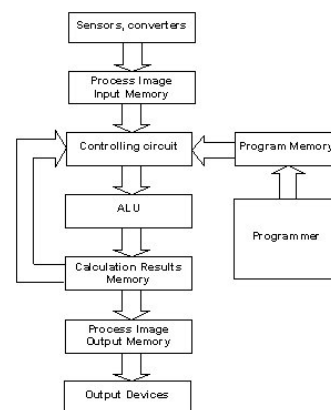 Sensors, converters
Process Image
Input Memory
Controlling circuit
Program Memory
ALU
Programmer
Calculation Results
Memory
Process Image
Output Memory
Output Devices